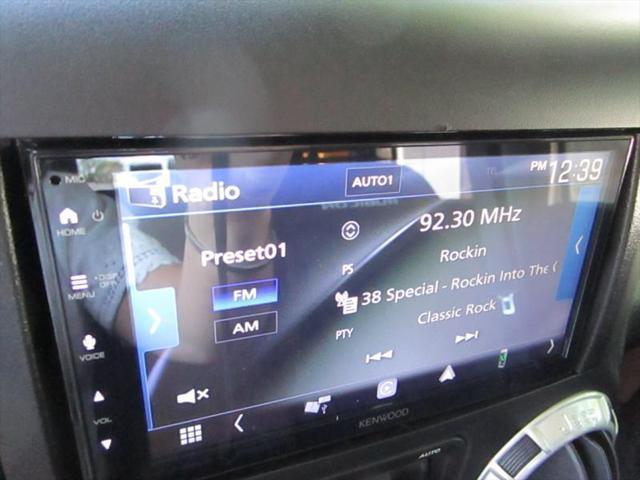 MIC
Radio
AUTO1
PM 12:39
HOME
Preset01
92.30 MHz
Rockin
FM
PS
38 Special - Rockin Into The
MENU
AM
PTY
Classic Rock
VOICE
VOL
KENWOOD
AUTO